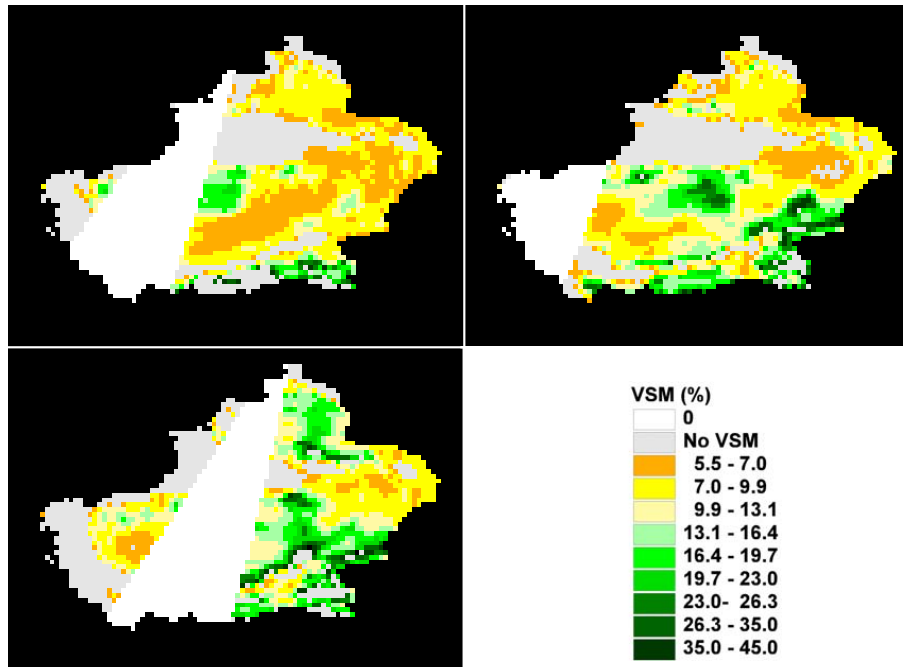 VSM (%)
0
No VSM
5.5 - 7.0
7.0 - 9.9
9.9 - 13.1
13.1 - 16.4
16.4 - 19.7
19.7 - 23.0
23.0- 26.3
26.3 - 35.0
35.0 - 45.0